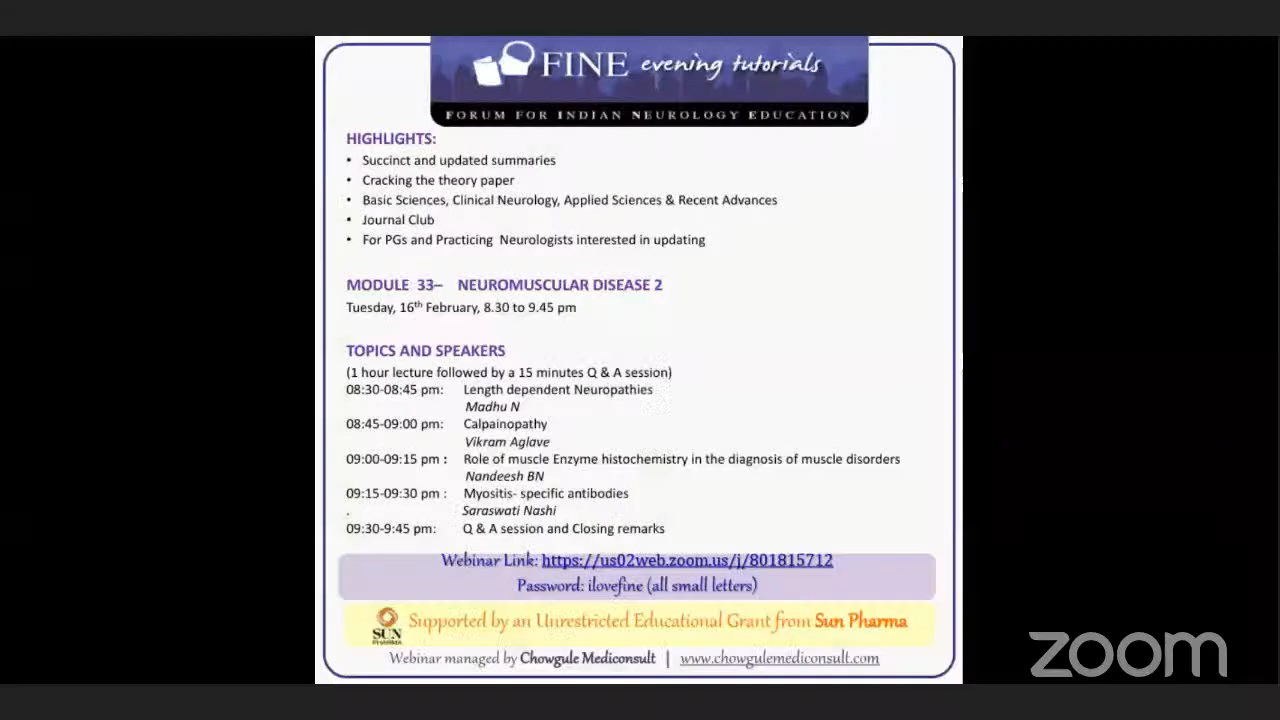 FINE evening tutorials
FORUM FOR INDIAN NEUROLOGY EDUCATION
HIGHLIGHTS:
• Succinct and updated summaries
• Cracking the theory paper
• Basic Sciences, Clinical Neurology, Applied Sciences & Recent Advances
• Journal Club
• For PGs and Practicing Neurologists interested in updating
MODULE 33– NEUROMUSCULAR DISEASE 2
Tuesday, 16th February, 8.30 to 9.45 pm
TOPICS AND SPEAKERS
(1 hour lecture followed by a 15 minutes Q & A session)
08:30-08:45 pm: Length dependent Neuropathies
Madhu N
08:45-09:00 pm: Calpainopathy
Vikram Aglave
09:00-09:15 pm : Role of muscle Enzyme histochemistry in the diagnosis of muscle disorders
Nandeesh BN
09:15-09:30 pm : Myositis- specific antibodies
. Saraswati Nashi
09:30-9:45 pm: Q & A session and Closing remarks
Webinar Link: https://us02web.zoom.us/j/801815712
Password: ilovefine (all small letters)
SUN PHARMA Supported by an Unrestricted Educational Grant from Sun Pharma
Webinar managed by Chowgule Mediconsult | www.chowgulemediconsult.com
zoom